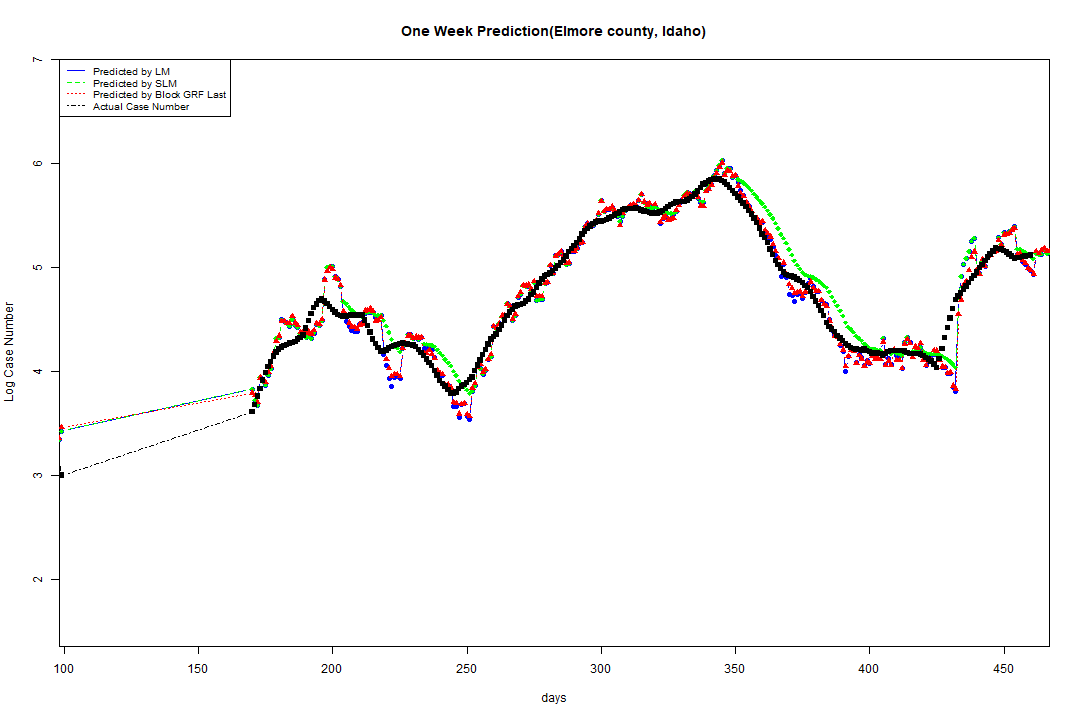 One Week Prediction(Elmore county, Idaho)
Predicted by LM
Predicted by SLM
Predicted by Block GRF Last
Actual Case Number
7
6
5
4
3
2
Log Case Number
100 150 200 250 300 350 400 450
days